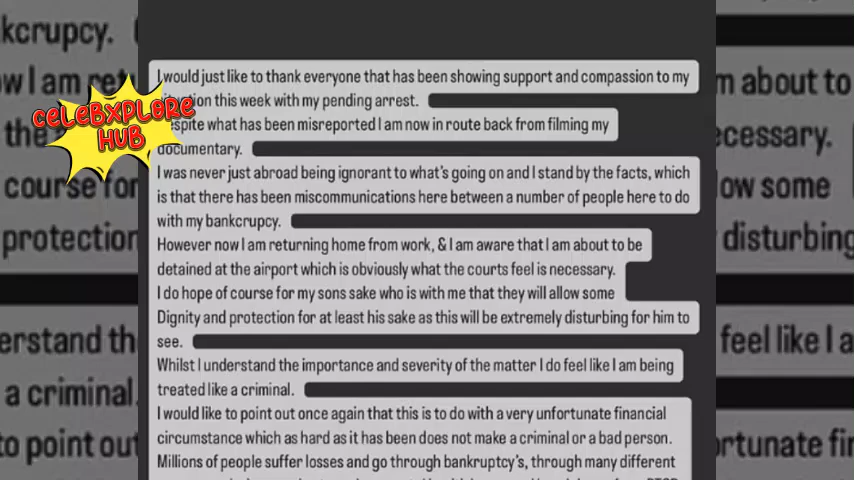 I would just like to thank everyone that has been showing support and compassion to my
situation this week with my pending arrest.
Despite what has been misreported I am now in route back from filming my
documentary.
I was never just abroad being ignorant to what's going on and I stand by the facts, which
is that there has been miscommunications here between a number of people here to do
with my bankcrupcy.
However now I am returning home from work, & I am aware that I am about to be
detained at the airport which is obviously what the courts feel is necessary.
I do hope of course for my sons sake who is with me that they will allow some
Dignity and protection for at least his sake as this will be extremely disturbing for him to
see.
Whilst I understand the importance and severity of the matter I do feel like I am being
treated like a criminal.
I would like to point out once again that this is to do with a very unfortunate financial
circumstance which as hard as it has been does not make a criminal or a bad person.
Millions of people suffer losses and go through bankruptcy's, through many different
CELEBXPLORE
HUB